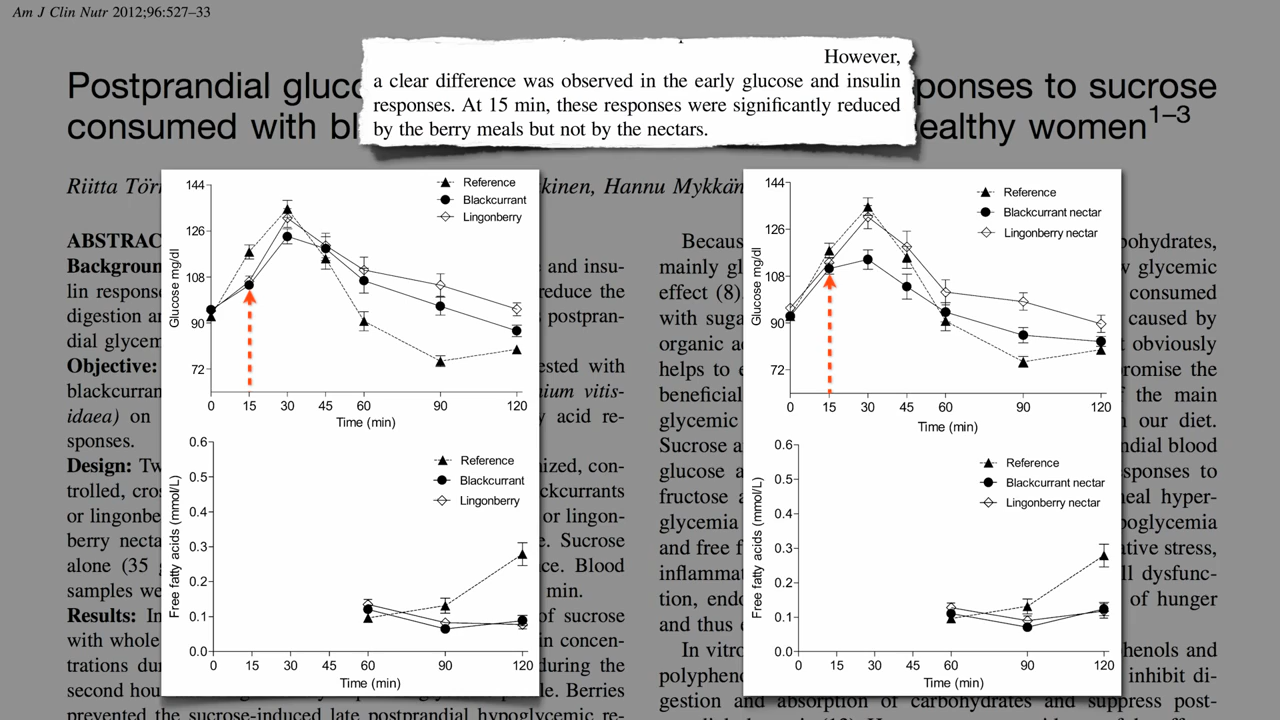 Am J Clin Nutr 2012;96:527–33
However,
a clear difference was observed in the early glucose and insulin
responses. At 15 min, these responses were significantly reduced
by the berry meals but not by the nectars.
Postprandial gluc
ponses to sucrose
consumed with bl
ealthy women1–3
Riitta Törr
kinen, Hannu Mykkän
ABSTRAC
Backgroun
lin respons
digestion an
dial glycem
Objective:
blackcurran
idaea) on
sponses.
Design: Tw
trolled, cros
or lingonbe
berry necta
alone (35 g
samples we
Results: In
with whole
trations dur
second hou
prevented the sucrose-induced late postprandial hypoglycemic re-
and insu-
reduce the
postpran-
ested with
nium vitis-
acid re-
ized, con-
ckcurrants
or lingon-
e. Sucrose
ce. Blood
min.
of sucrose
in concen-
during the
le. Berries
144
126
108
90
72
Glucose mg/dl
Reference
Blackcurrant
Lingonberry
0 15 30 45 60 90 120
Time (min)
0.6
0.5
0.4
0.3
0.2
0.1
0.0
Free fatty acids (mmol/L)
Reference
Blackcurrant
Lingonberry
0 15 30 45 60 90 120
Time (min)
Becaus
mainly gl
effect (8)
with suga
organic ac
helps to
beneficial
glycemic
Sucrose a
glucose a
fructose a
glycemia
and free f
inflammat
tion, endo
and thus
In vitro
polypheno
gestion and absorption of carbohydrates and suppress post-
bohydrates,
w glycemic
consumed
caused by
t obviously
promise the
f the main
n our diet.
ndial blood
sponses to
neal hyper-
poglycemia
ative stress,
ll dysfunc-
of hunger
henols and
inhibit di-
144
126
108
90
72
Glucose mg/dl
Reference
Blackcurrant nectar
Lingonberry nectar
0 15 30 45 60 90 120
Time (min)
0.6
0.5
0.4
0.3
0.2
0.1
0.0
Free fatty acids (mmol/L)
Reference
Blackcurrant nectar
Lingonberry nectar
0 15 30 45 60 90 120
Time (min)